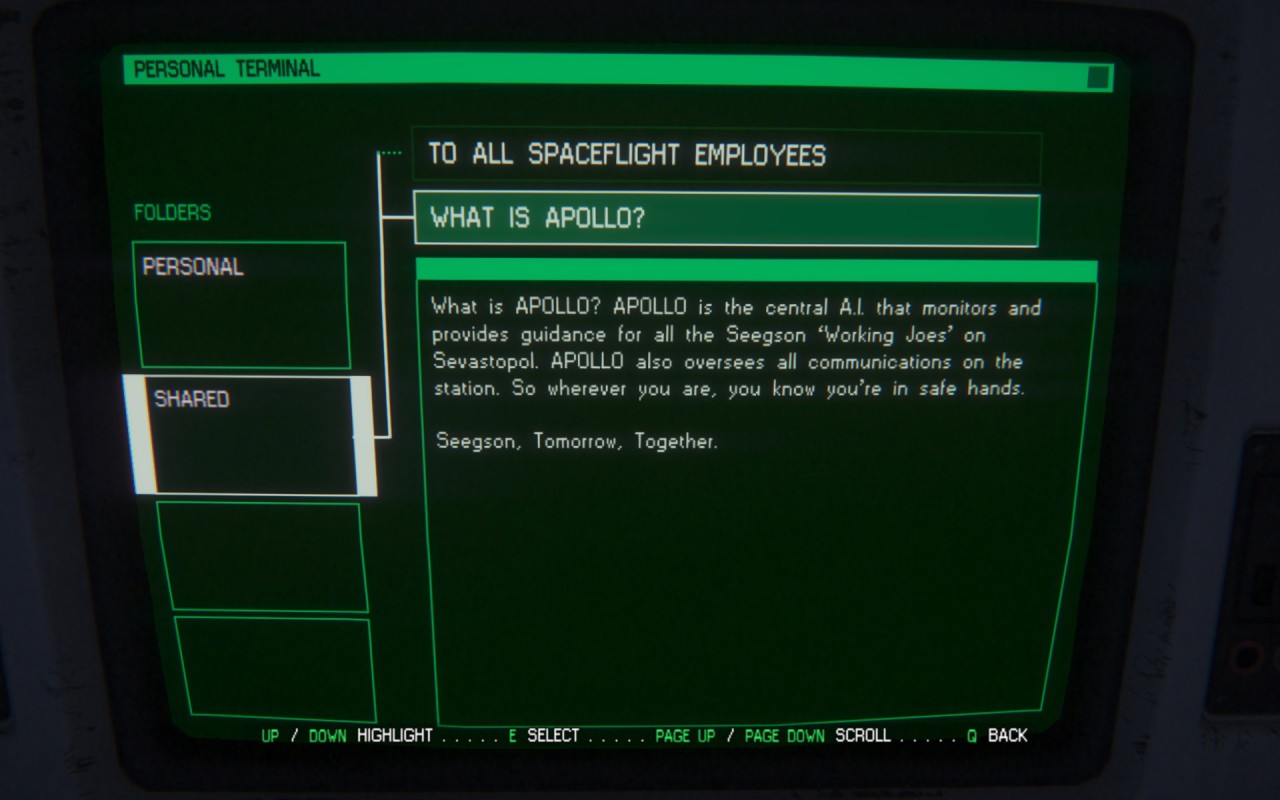 PERSONAL TERMINAL
TO ALL SPACEFLIGHT EMPLOYEES
WHAT IS APOLLO?
FOLDERS
PERSONAL
SHARED
What is APOLLO? APOLLO is the central A.I. that monitors and
provides guidance for all the Seegson ‘Working Joes’ on
Sevastopol. APOLLO also oversees all communications on the
station. So wherever you are, you know you’re in safe hands.
Seegson, Tomorrow, Together.
UP / DOWN HIGHLIGHT ..... E SELECT ..... PAGE UP / PAGE DOWN SCROLL ..... Q BACK